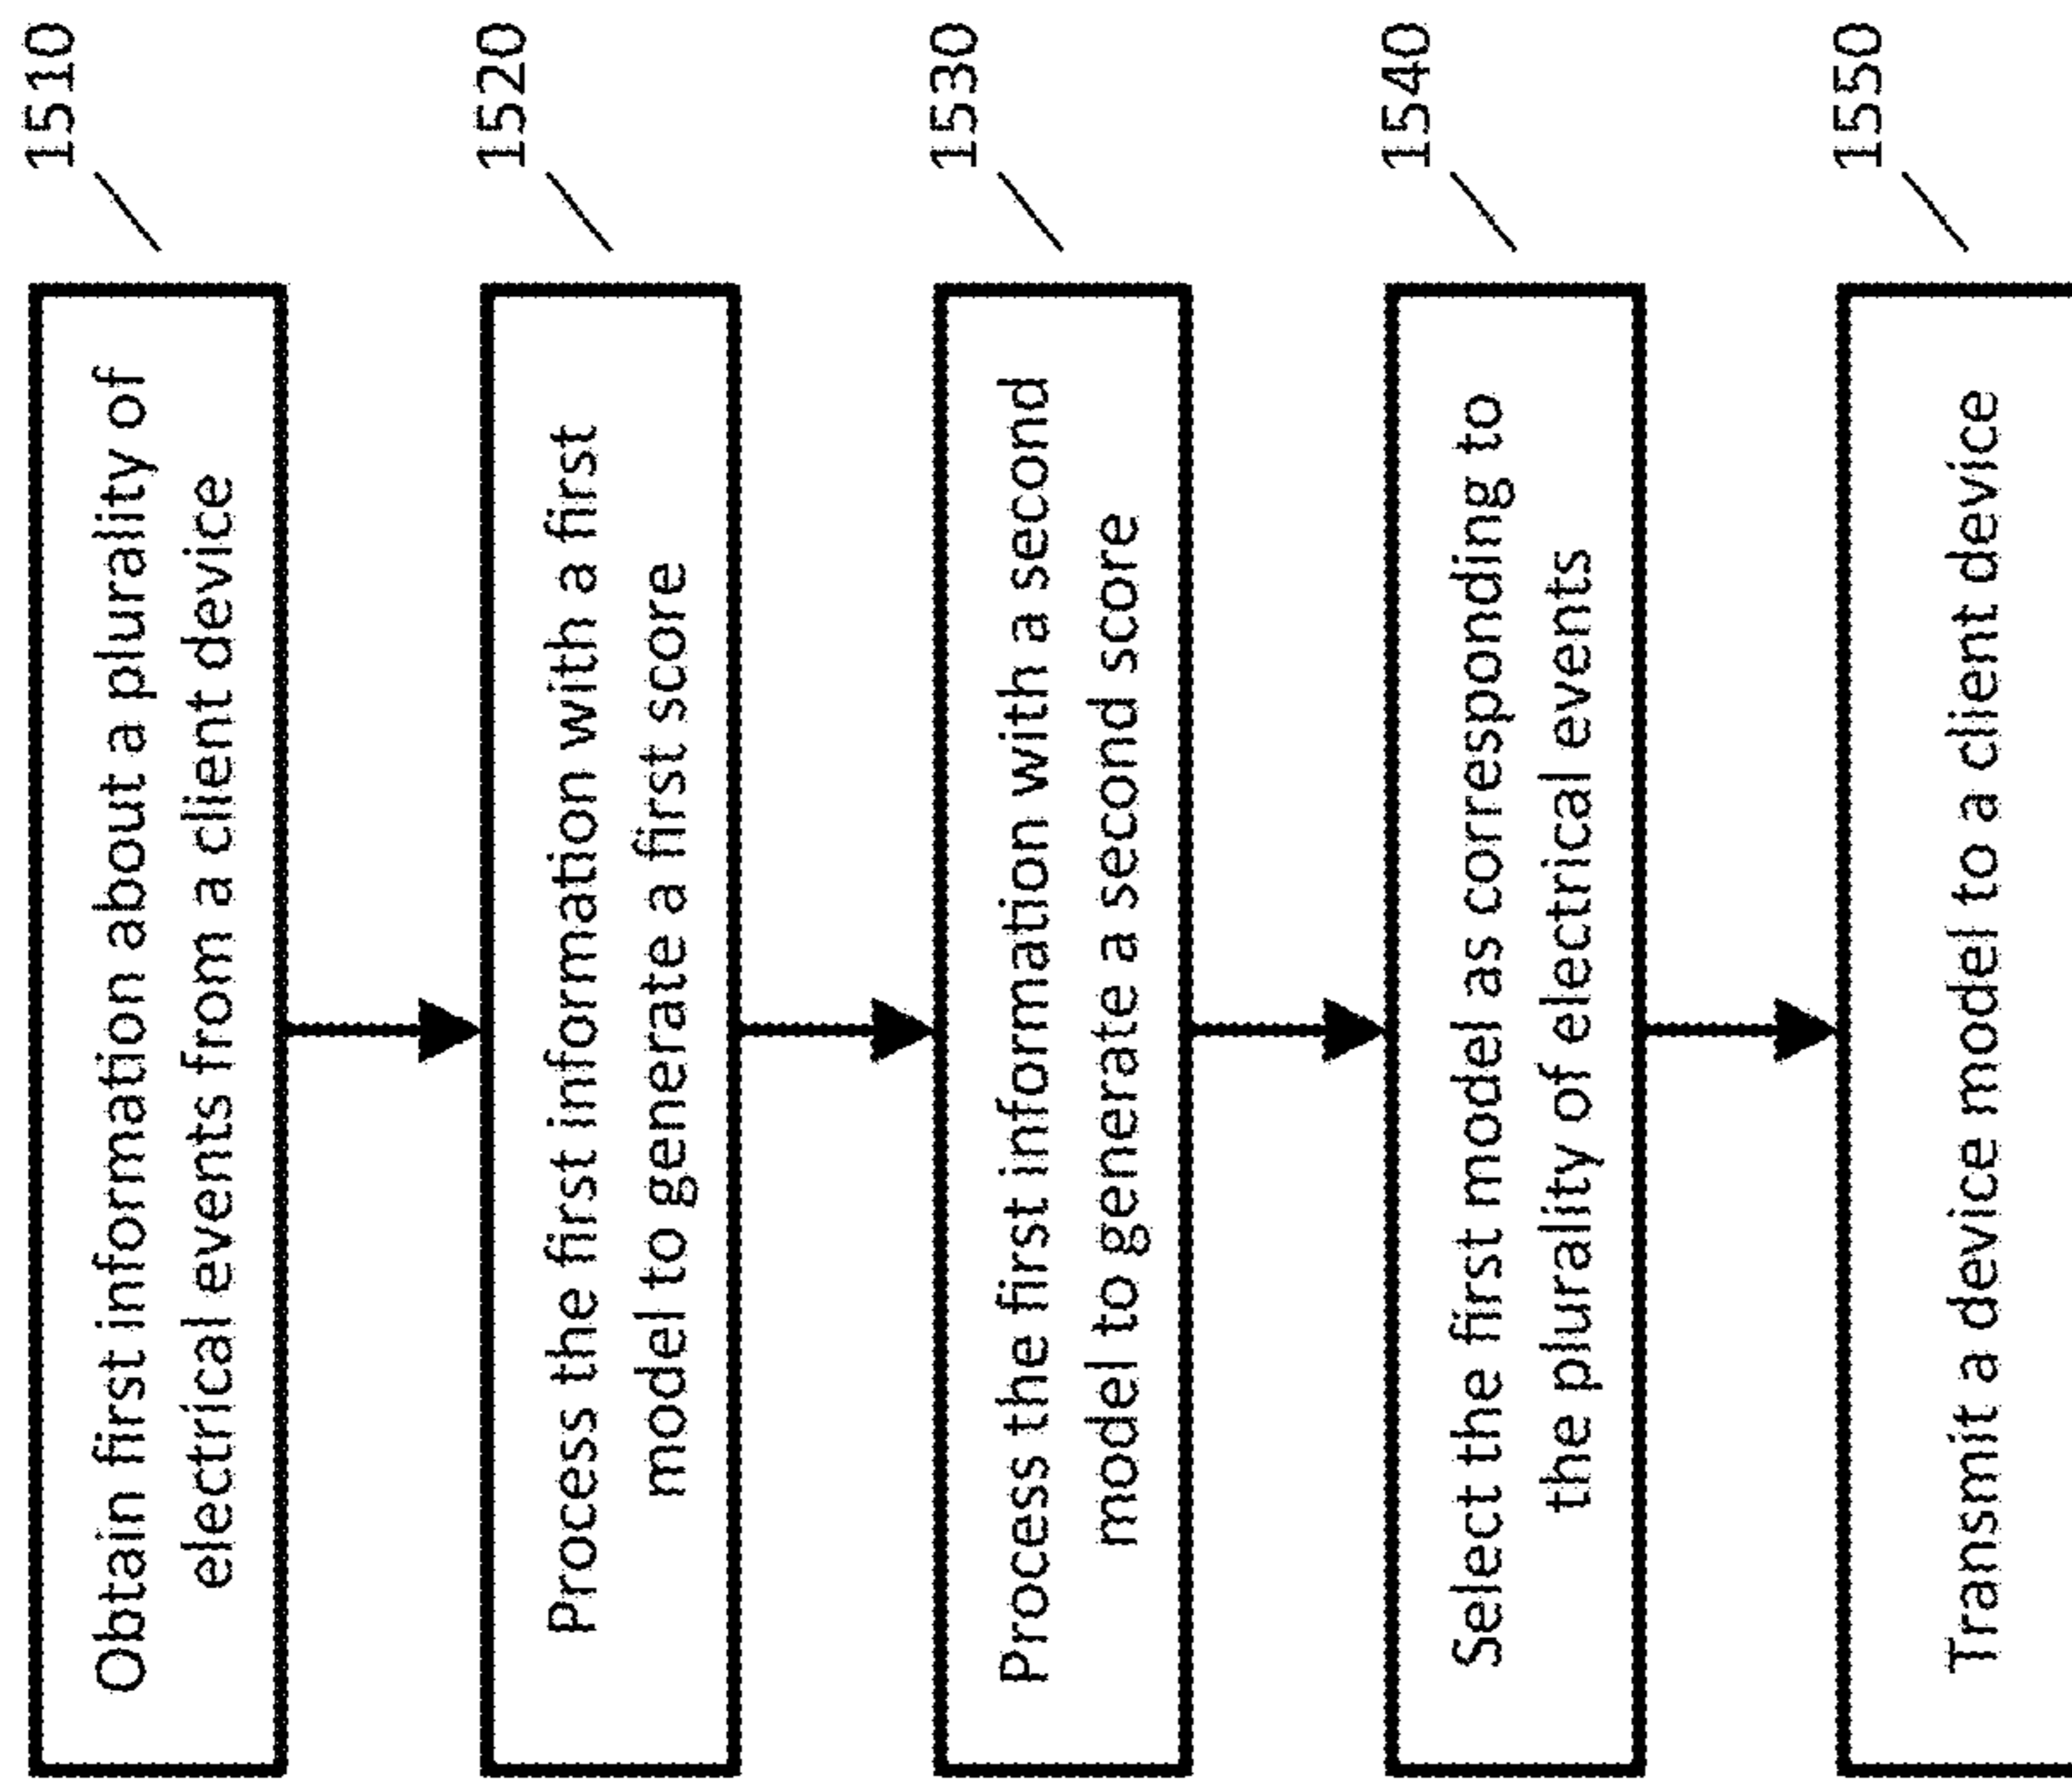 1510
Obtain first information about a plurality of
electrical events from a client device
1520
Process the first information with a first
model to generate a first score
1530
Process the first information with a second
model to generate a second score
1540
Select the first model as corresponding to
the plurality of electrical events
1550
Transmit a device model to a client device